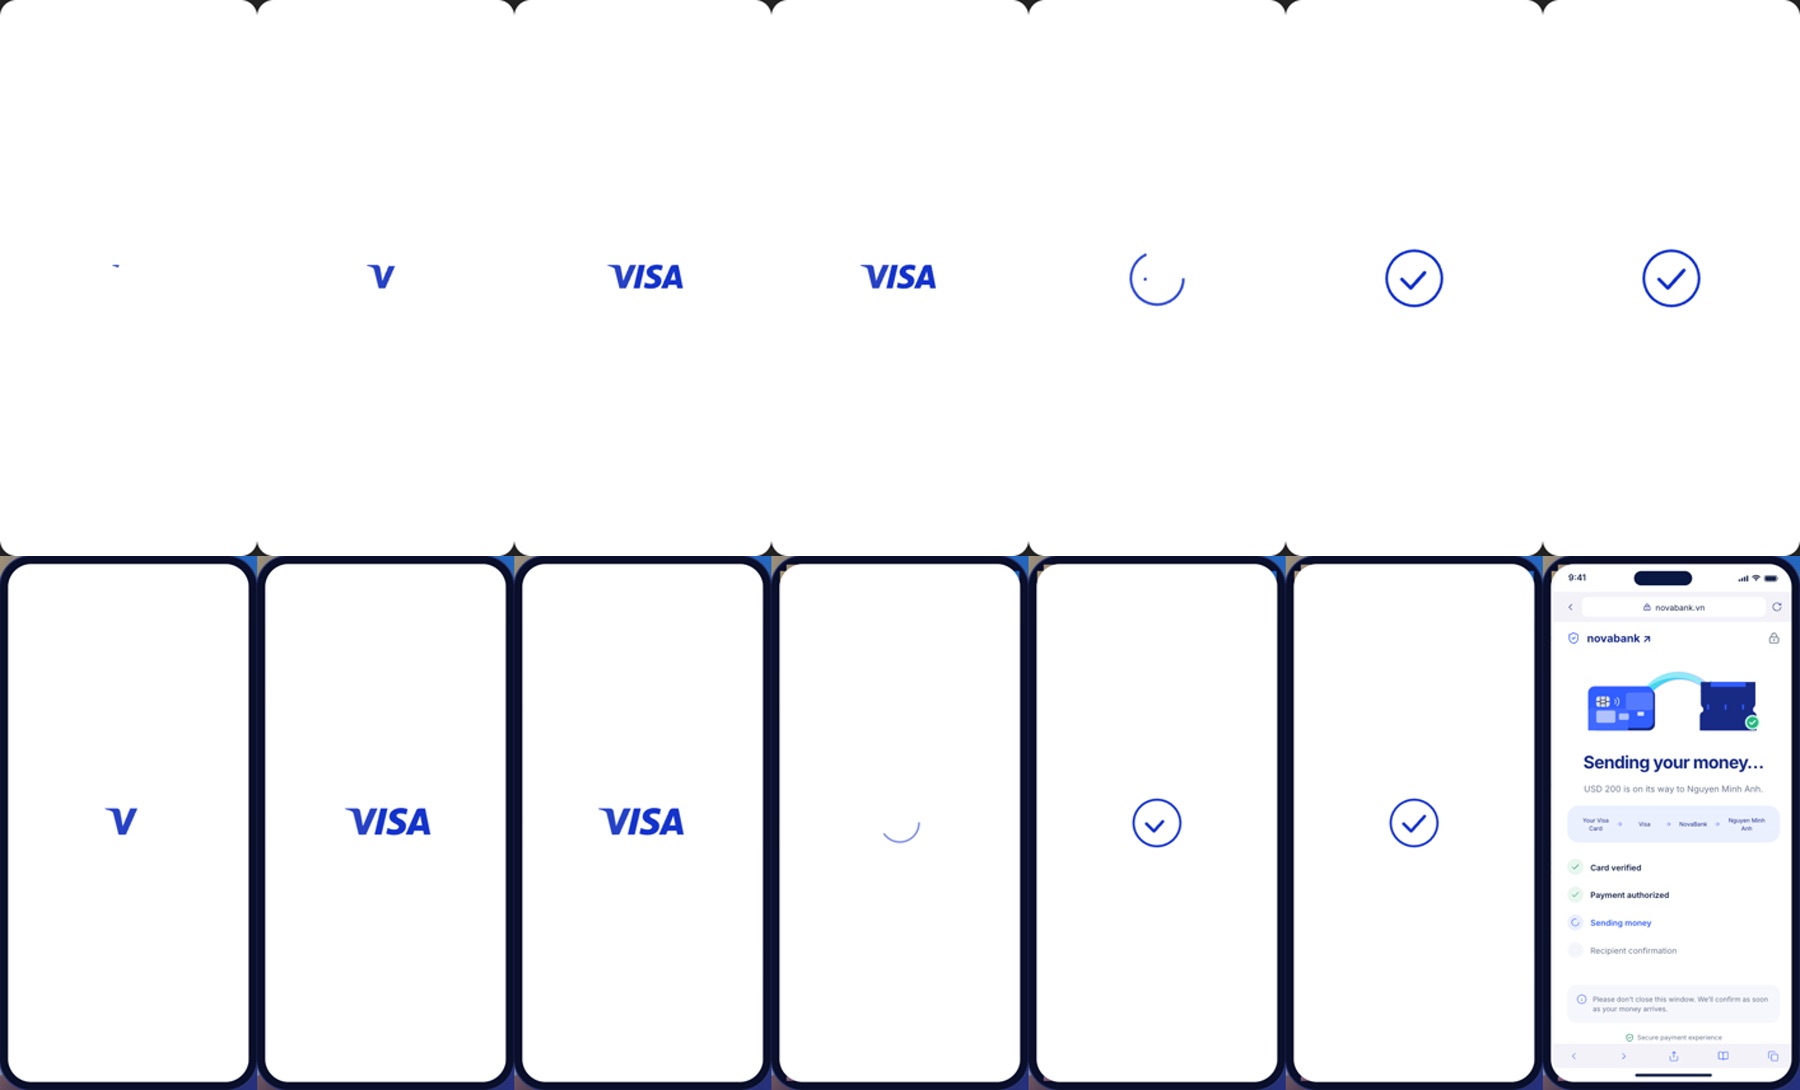 V
VISA
VISA
V
VISA
VISA
9:41
novabank.vn
novabank
Sending your money...
USD 200 is on its way to Nguyen Minh Anh.
Your Visa Card → Visa → NovaBank → Nguyen Minh Anh
Card verified
Payment authorized
Sending money
Recipient confirmation
Please don't close this window. We'll confirm as soon
as your money arrives.
Secure payment experience